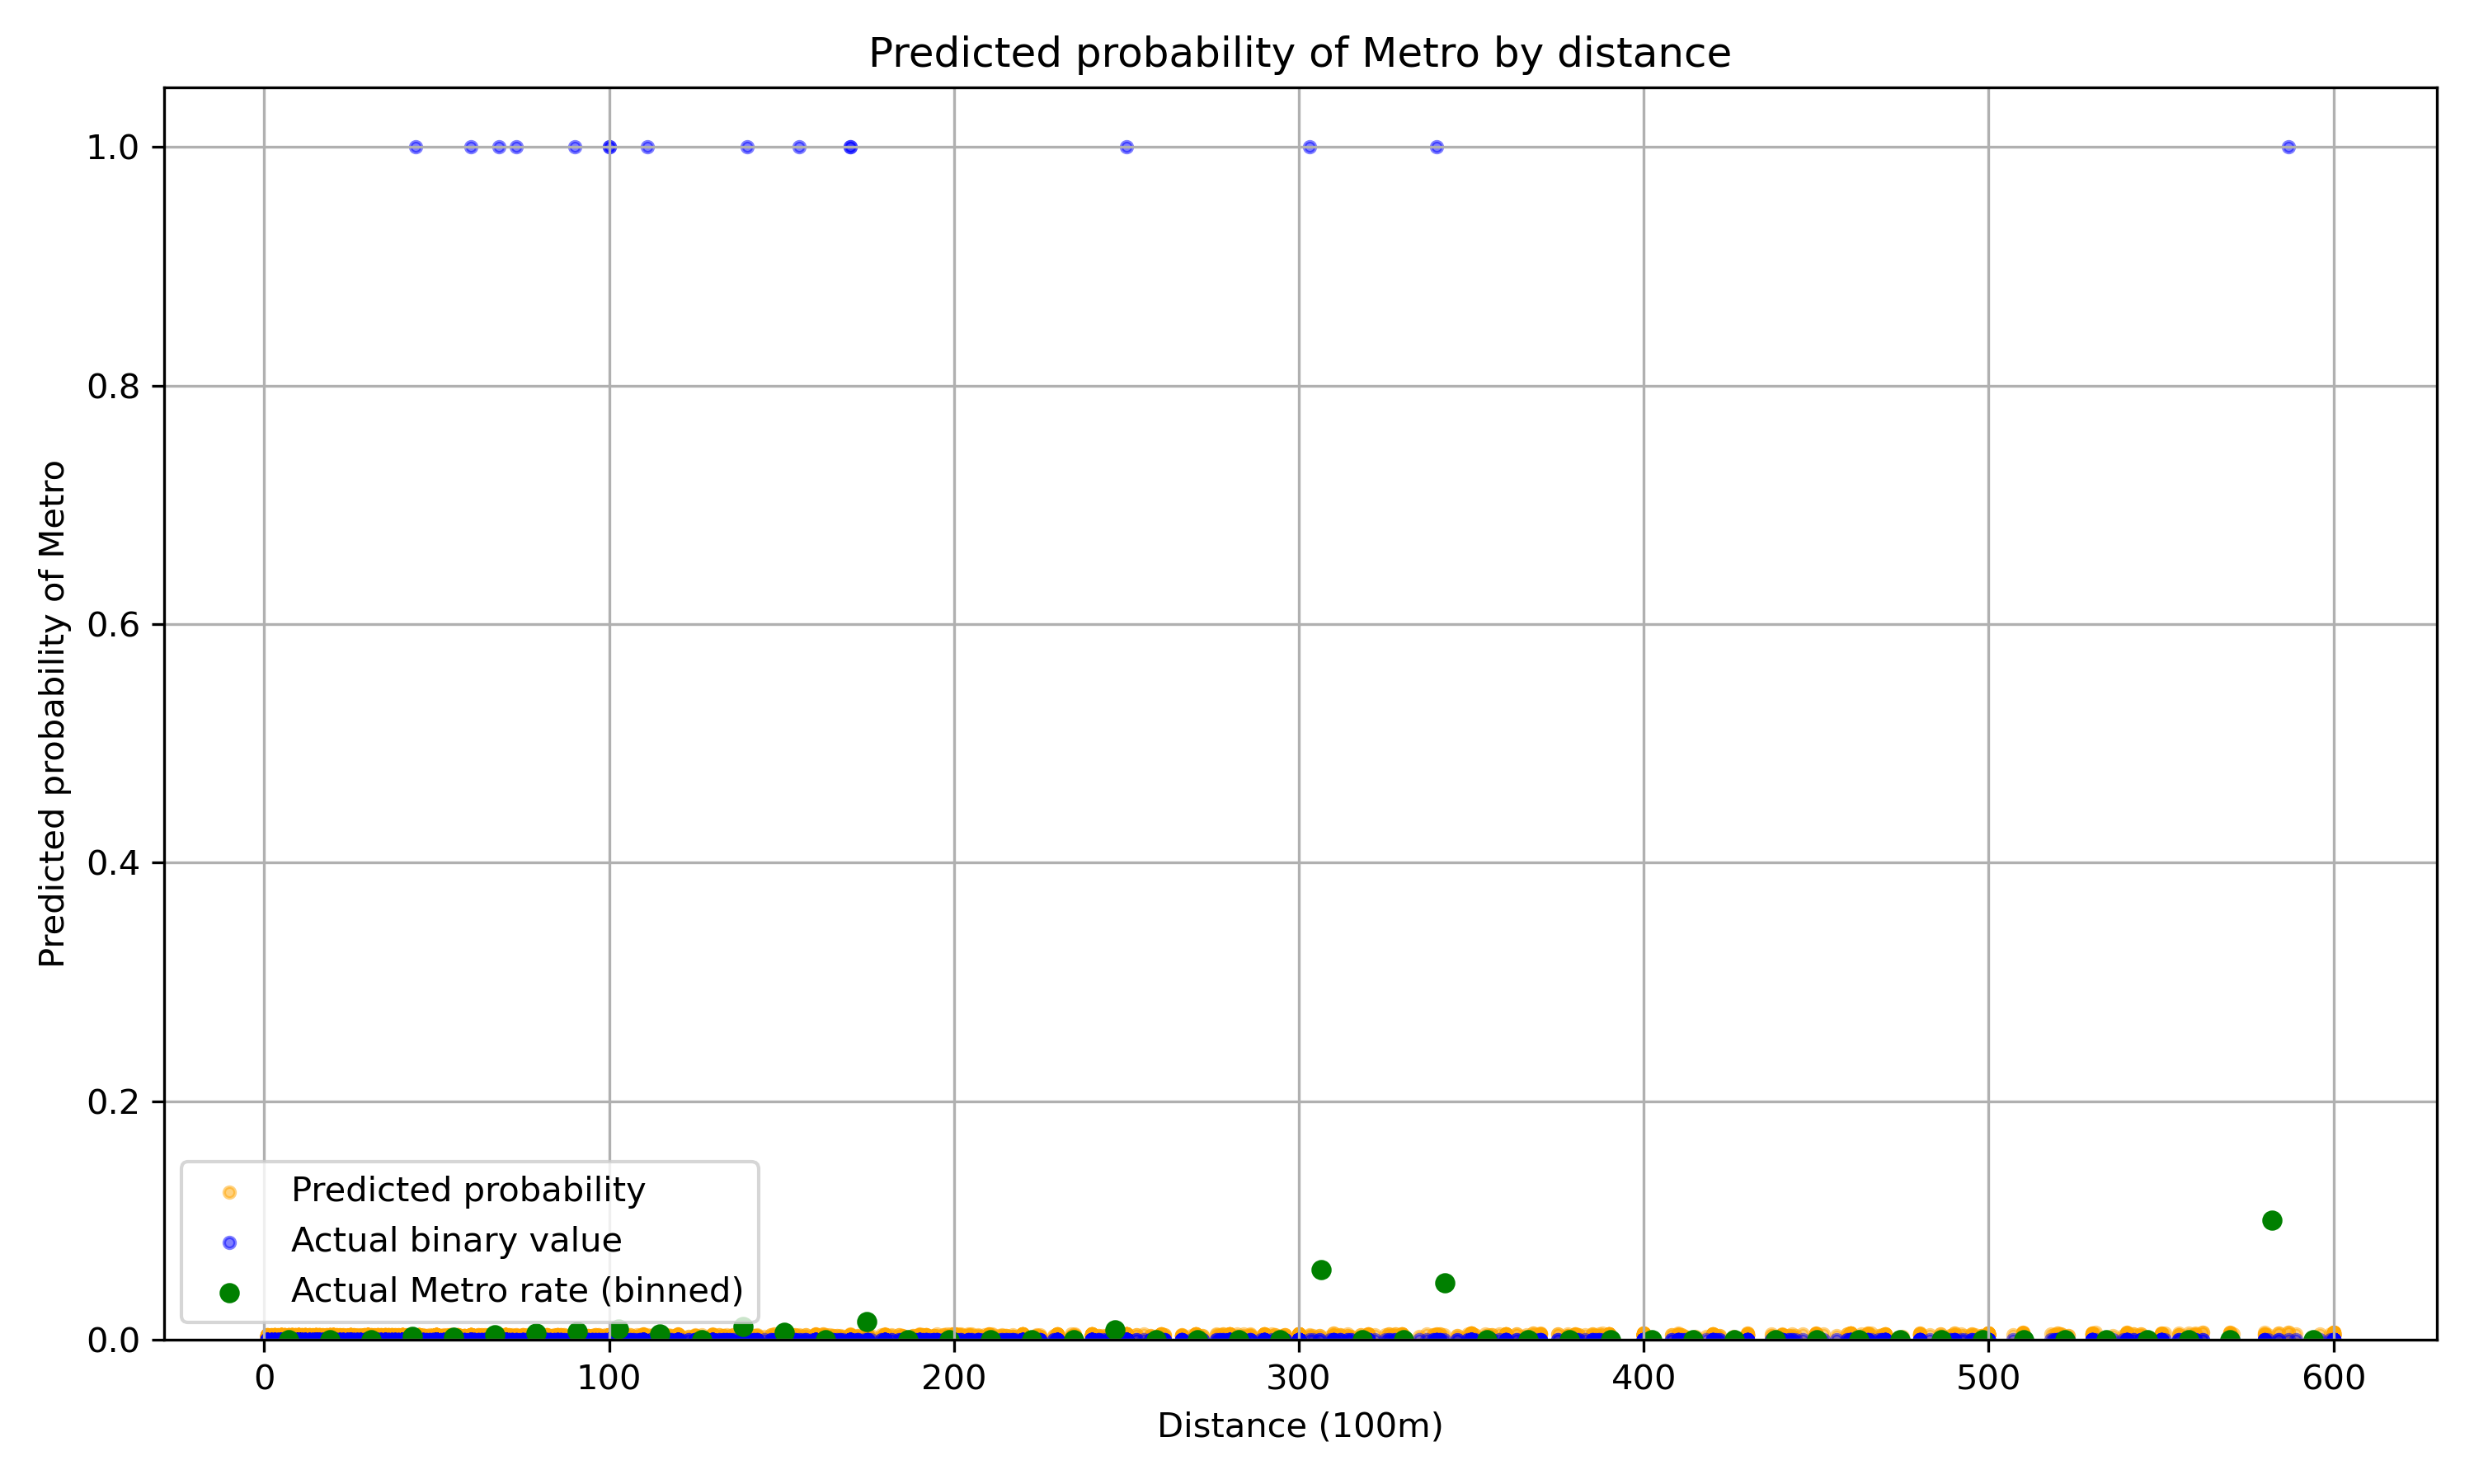 Predicted probability of Metro by distance
Predicted probability of Metro
1.0
0.8
0.6
0.4
0.2
0.0
Predicted probability
Actual binary value
Actual Metro rate (binned)
0 100 200 300 400 500 600
Distance (100m)